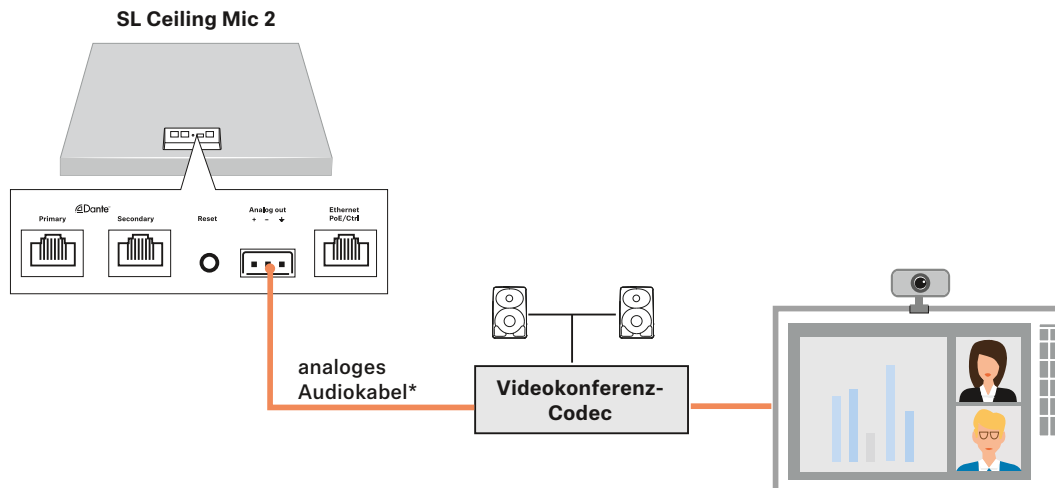 SL Ceiling Mic 2
Dante
Analog out
Ethernet
Primary
Secondary
Reset
+ −
PoE/Ctrl
analoges
Audiokabel*
Videokonferenz-
Codec